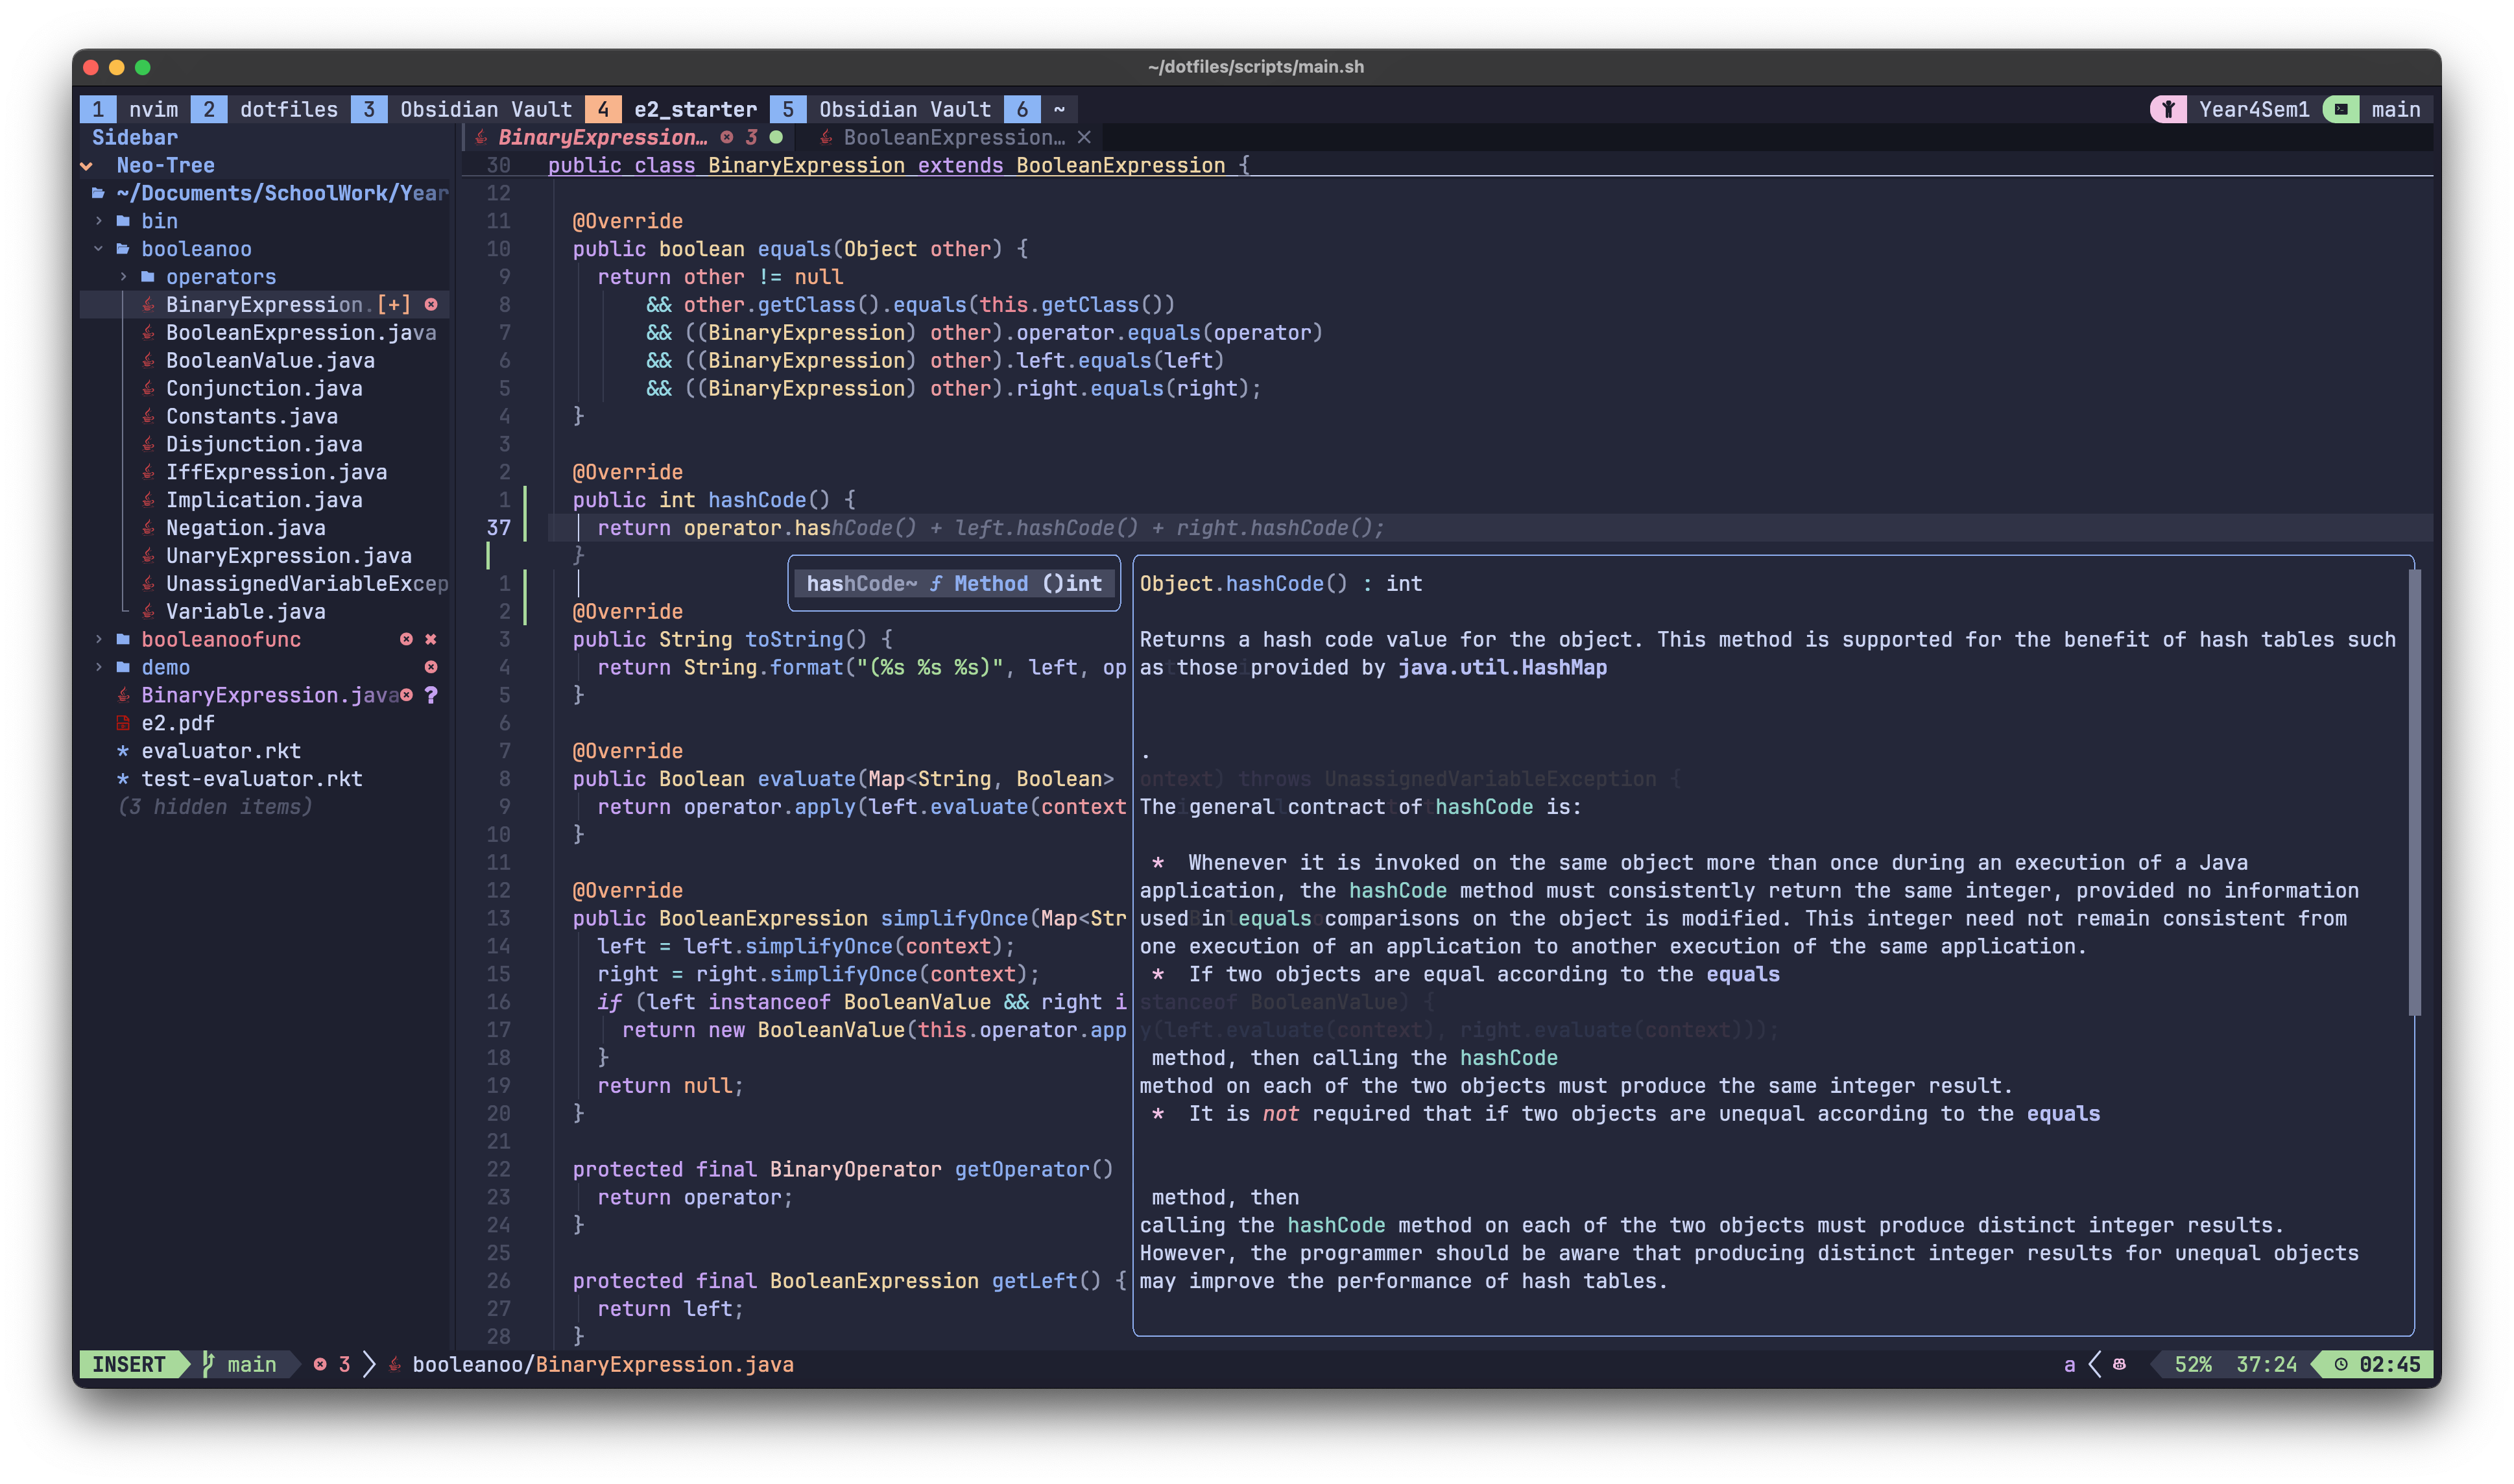 ~/dotfiles/scripts/main.sh
1 nvim 2 dotfiles 3 Obsidian Vault 4 e2_starter 5 Obsidian Vault 6 ~ Year4Sem1 main
Sidebar
BinaryExpression… 3 BooleanExpression…
Neo-Tree
~/Documents/SchoolWork/Year
bin
booleanoo
operators
BinaryExpression.[+]
BooleanExpression.java
BooleanValue.java
Conjunction.java
Constants.java
Disjunction.java
IffExpression.java
Implication.java
Negation.java
UnaryExpression.java
UnassignedVariableExcep
Variable.java
booleanoofunc
demo
BinaryExpression.java ?
e2.pdf
* evaluator.rkt
* test-evaluator.rkt
(3 hidden items)
30 public class BinaryExpression extends BooleanExpression {
12
11 @Override
10 public boolean equals(Object other) {
9 return other != null
8 && other.getClass().equals(this.getClass())
7 && ((BinaryExpression) other).operator.equals(operator)
6 && ((BinaryExpression) other).left.equals(left)
5 && ((BinaryExpression) other).right.equals(right);
4 }
3
2 @Override
1 public int hashCode() {
37 return operator.hashCode() + left.hashCode() + right.hashCode();
}
1
2 @Override
3 public String toString() {
4 return String.format("(%s %s %s)", left, op
5 }
6
7 @Override
8 public Boolean evaluate(Map<String, Boolean> ontext) throws UnassignedVariableException {
9 return operator.apply(left.evaluate(context
10 }
11
12 @Override
13 public BooleanExpression simplifyOnce(Map<Str
14 left = left.simplifyOnce(context);
15 right = right.simplifyOnce(context);
16 if (left instanceof BooleanValue && right i stanceof BooleanValue) {
17 return new BooleanValue(this.operator.app y(left.evaluate(context), right.evaluate(context)));
18 }
19 return null;
20 }
21
22 protected final BinaryOperator getOperator()
23 return operator;
24 }
25
26 protected final BooleanExpression getLeft() {
27 return left;
28 }
hashCode~ ƒ Method ()int
Object.hashCode() : int
Returns a hash code value for the object. This method is supported for the benefit of hash tables such
as those provided by java.util.HashMap
.
The general contract of hashCode is:
* Whenever it is invoked on the same object more than once during an execution of a Java
application, the hashCode method must consistently return the same integer, provided no information
used in equals comparisons on the object is modified. This integer need not remain consistent from
one execution of an application to another execution of the same application.
* If two objects are equal according to the equals
method, then calling the hashCode
method on each of the two objects must produce the same integer result.
* It is not required that if two objects are unequal according to the equals
method, then
calling the hashCode method on each of the two objects must produce distinct integer results.
However, the programmer should be aware that producing distinct integer results for unequal objects
may improve the performance of hash tables.
INSERT main 3 booleanoo/BinaryExpression.java a 52% 37:24 02:45